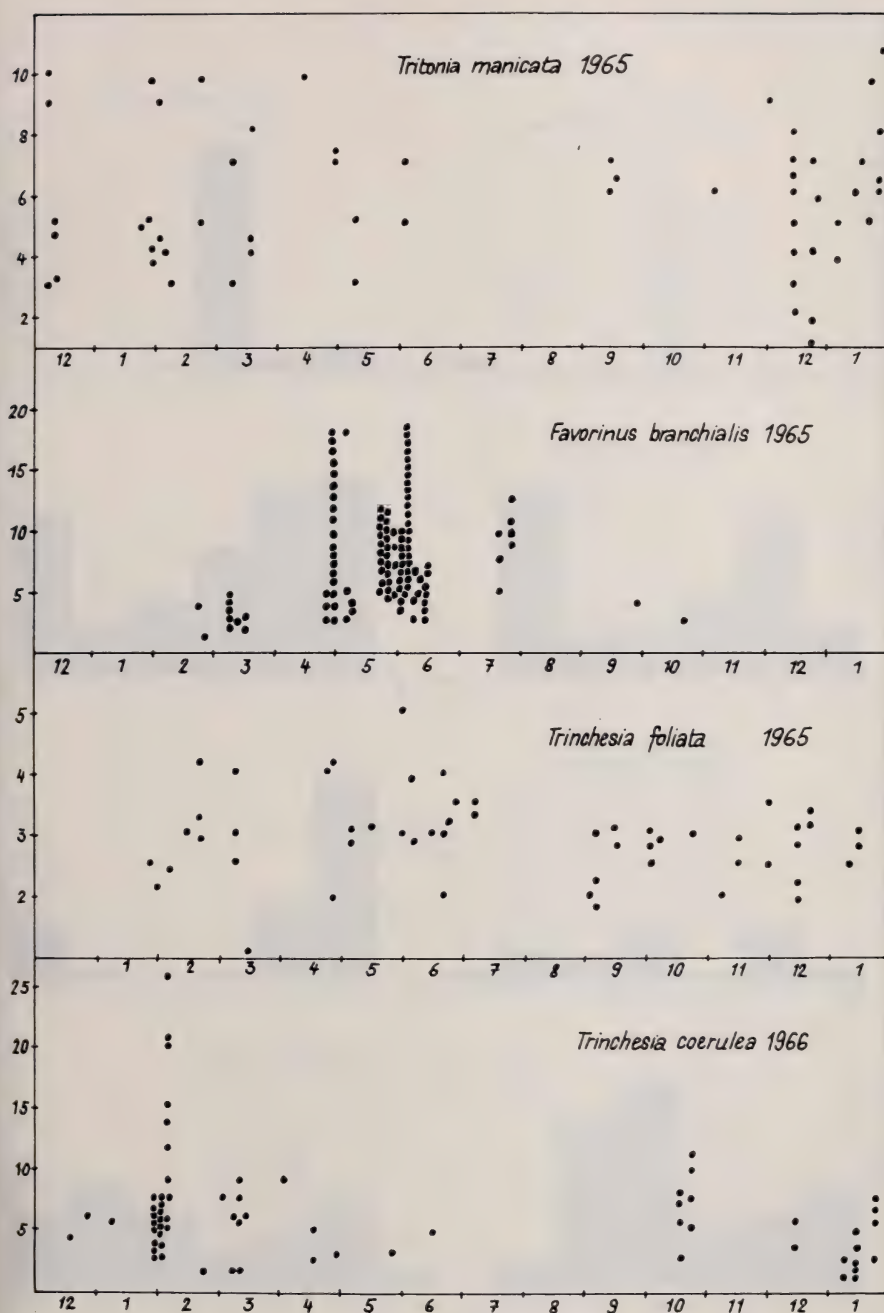 Tritonia manicata 1965
10
8
6
4
2
12 1 2 3 4 5 6 7 8 9 10 11 12 1
Favorinus branchialis 1965
20
15
10
5
12 1 2 3 4 5 6 7 8 9 10 11 12 1
Trinchesia foliata 1965
5
4
3
2
1 2 3 4 5 6 7 8 9 10 11 12 1
Trinchesia coerulea 1966
25
20
15
10
5
12 1 2 3 4 5 6 7 8 9 10 11 12 1